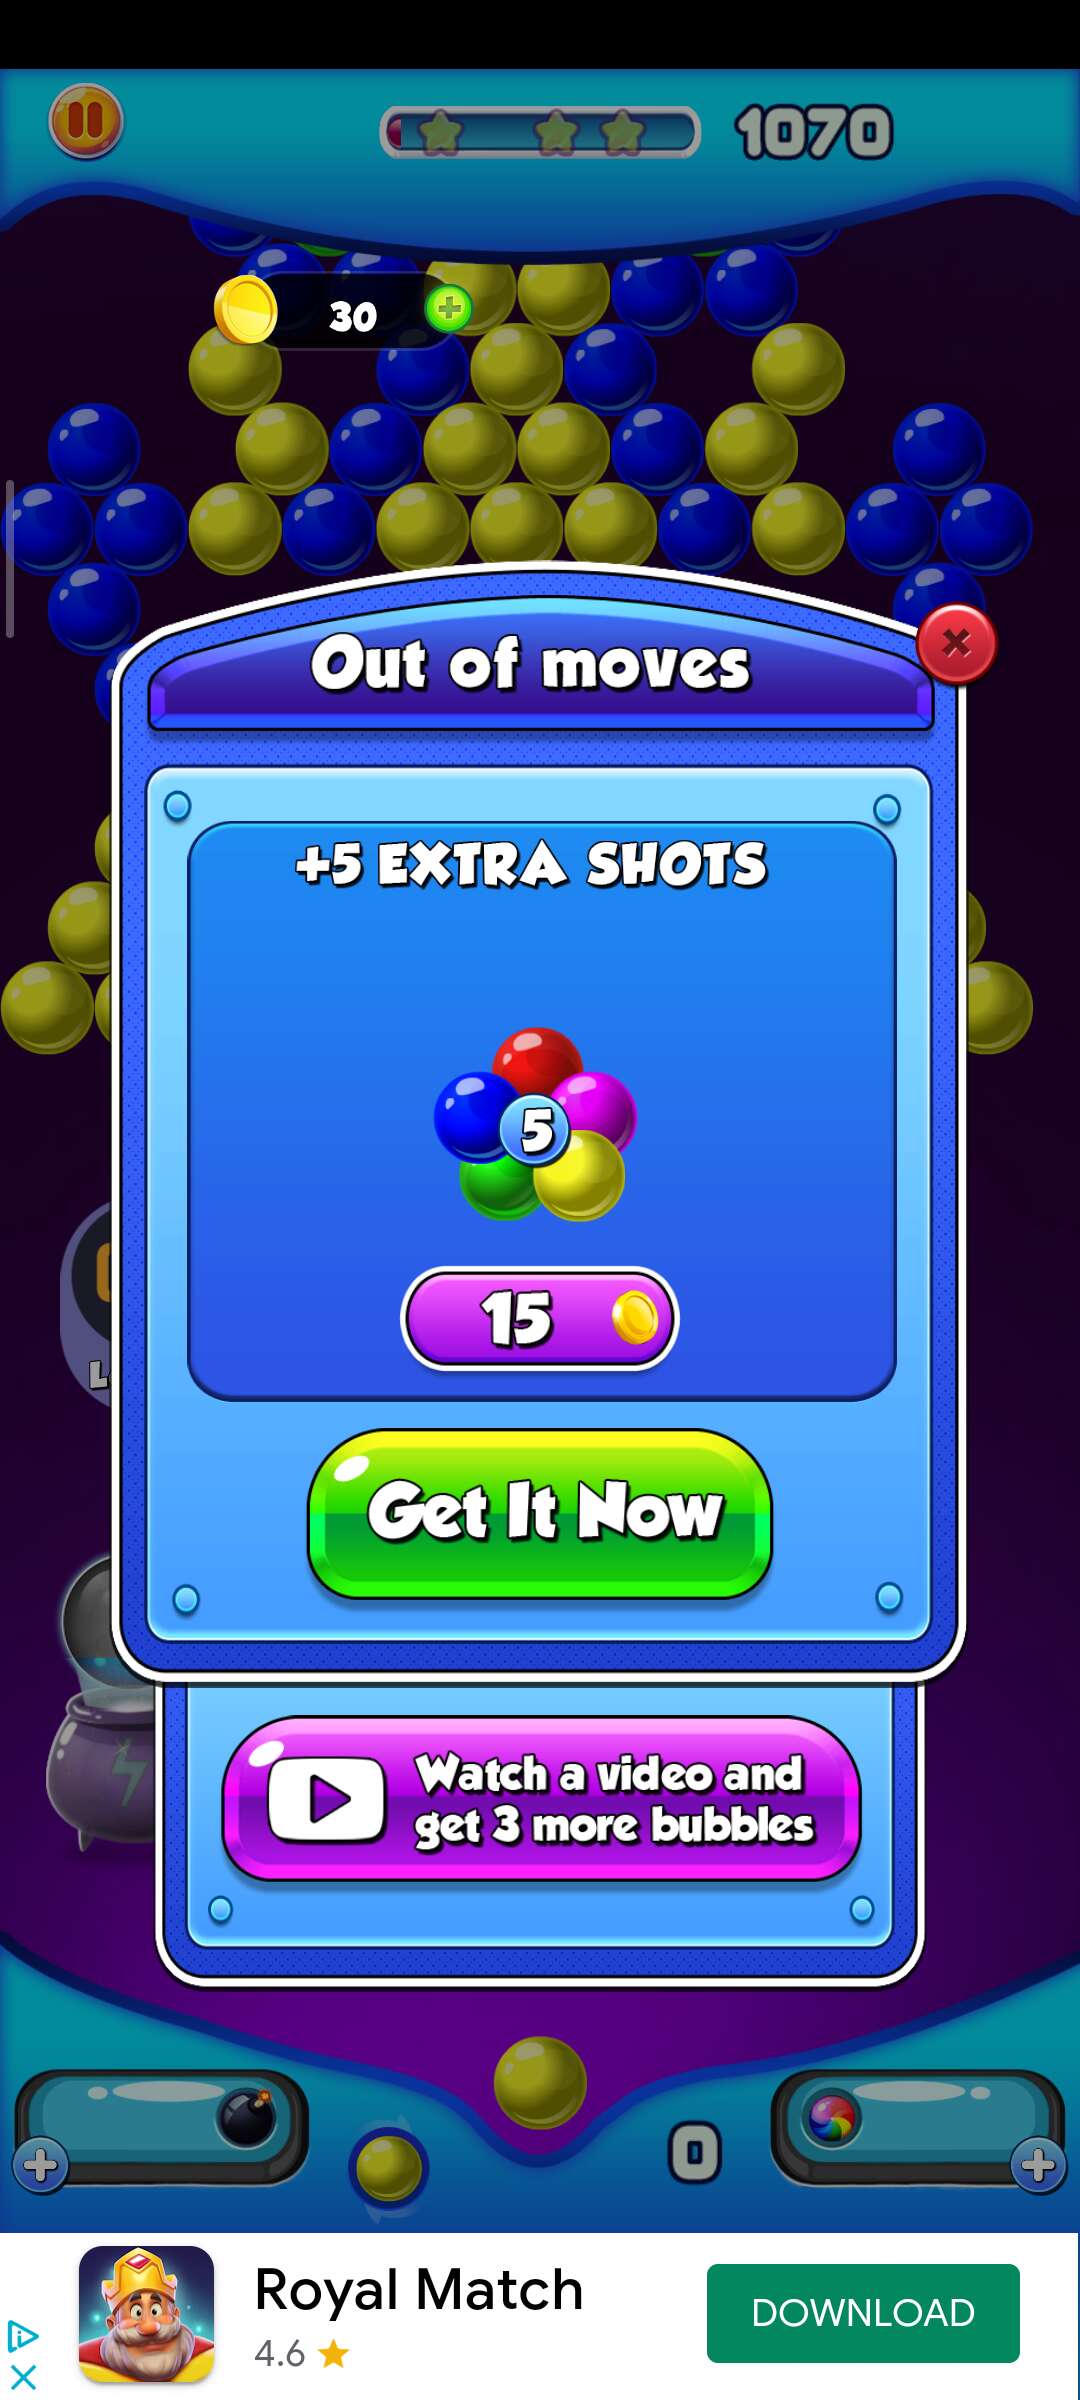 1070
30
Out of moves
+5 EXTRA SHOTS
5
15
Get It Now
Watch a video and
get 3 more bubbles
0
Royal Match
4.6
DOWNLOAD